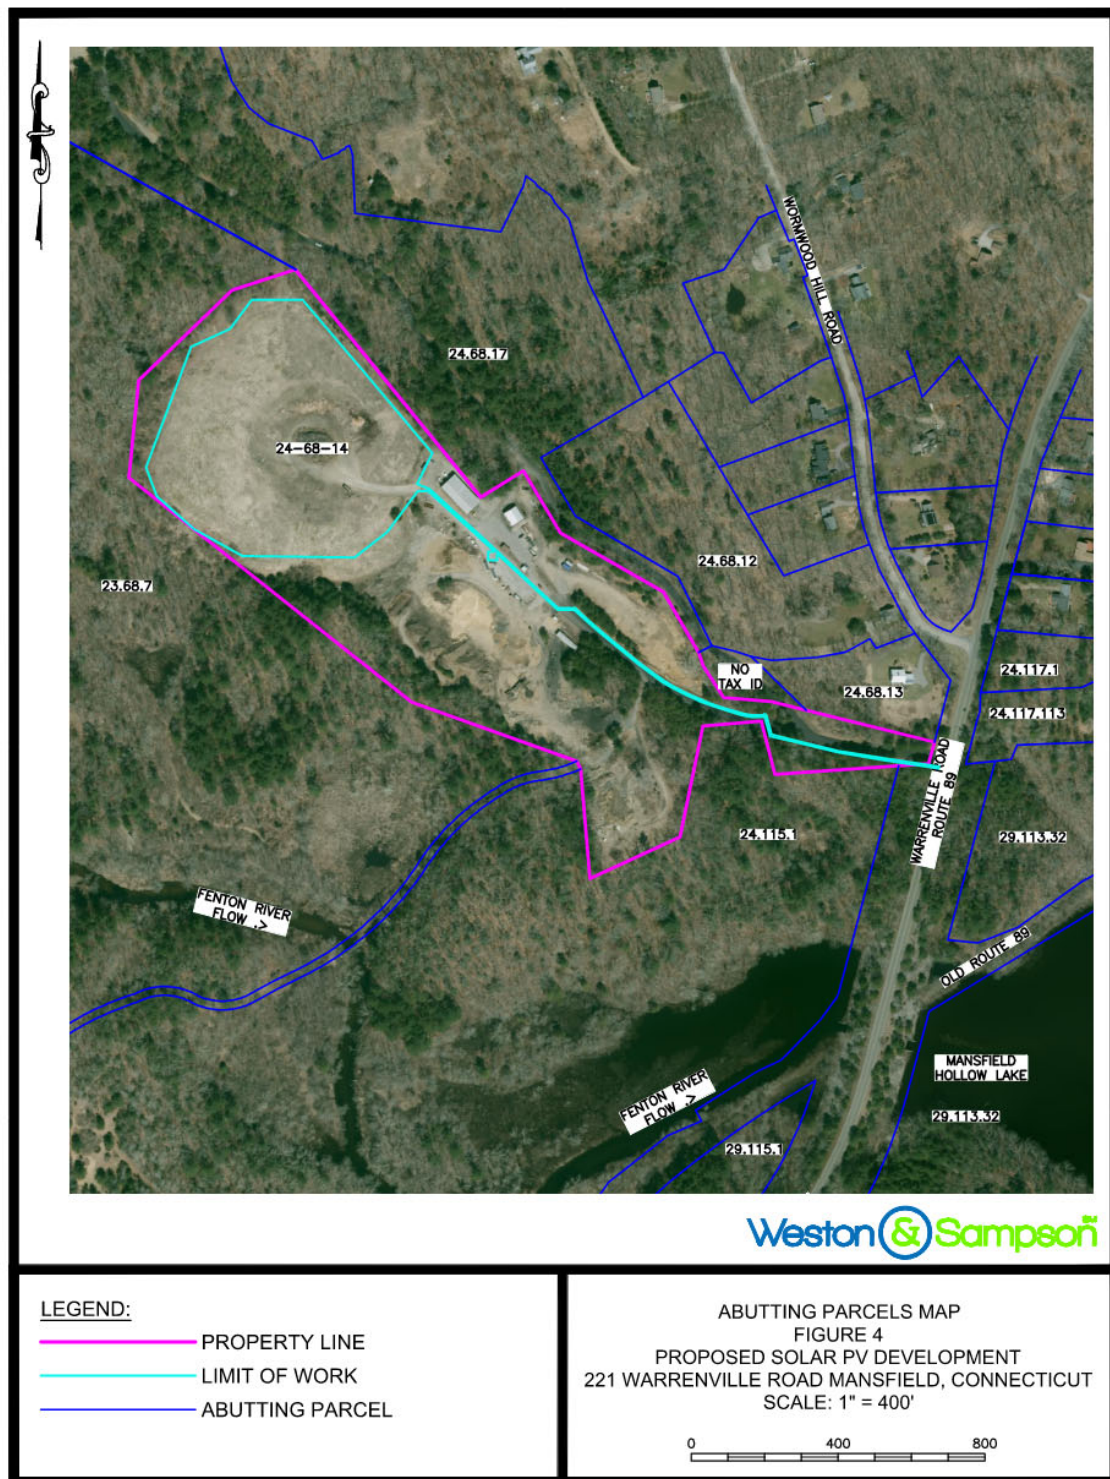 WORMWOOD HILL ROAD
24.68.17
24-68-14
24.68.12
23.68.7
NO
TAX ID
24.68.13
24.117.1
24.117.113
WARRENVILLE ROAD
ROUTE 89
24.115.1
29.113.32
FENTON RIVER
FLOW .>
OLD ROUTE 89
MANSFIELD
HOLLOW LAKE
FENTON RIVER
FLOW .>
29.113.32
29.115.1
Weston & Sampson
LEGEND:
PROPERTY LINE
LIMIT OF WORK
ABUTTING PARCEL
ABUTTING PARCELS MAP
FIGURE 4
PROPOSED SOLAR PV DEVELOPMENT
221 WARRENVILLE ROAD MANSFIELD, CONNECTICUT
SCALE: 1" = 400'
0 400 800